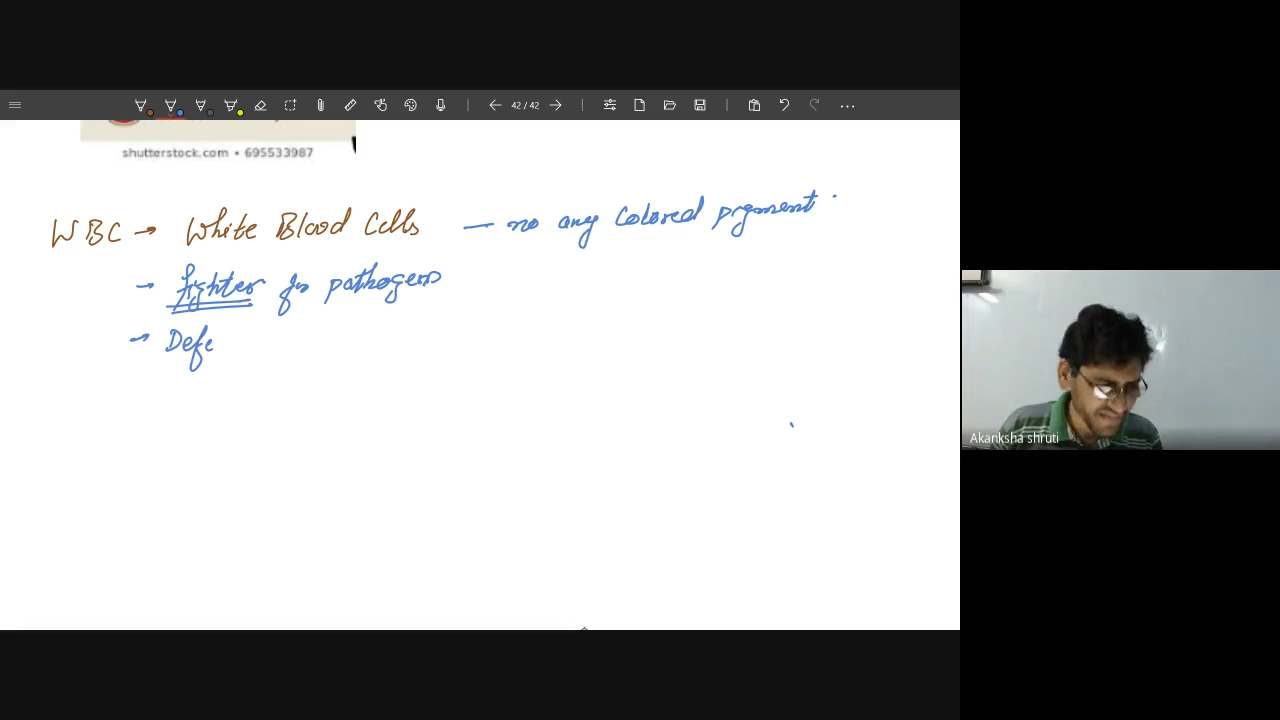 42 / 42
shutterstock.com • 695533987
WBC → White Blood Cells — no any Colored pigment
→ fighter for pathogens
→ Defe
Akanksha shruti